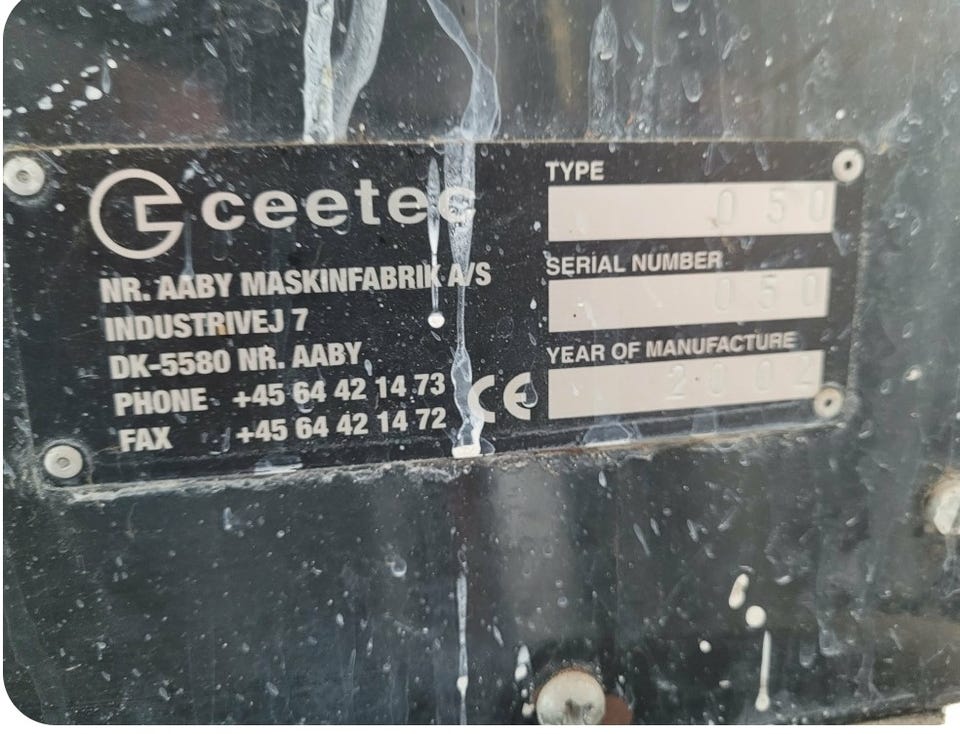 ceetec
NR. AABY MASKINFABRIK A/S
INDUSTRIVEJ 7
DK-5580 NR. AABY
PHONE +45 64 42 14 73
FAX +45 64 42 14 72
CE
TYPE
050
SERIAL NUMBER
050
YEAR OF MANUFACTURE
2002